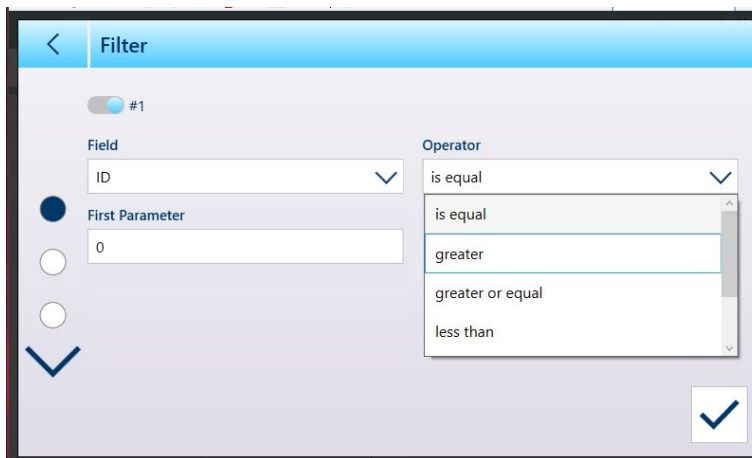 Filter
#1
Field
Operator
ID
is equal
First Parameter
is equal
0
greater
greater or equal
less than